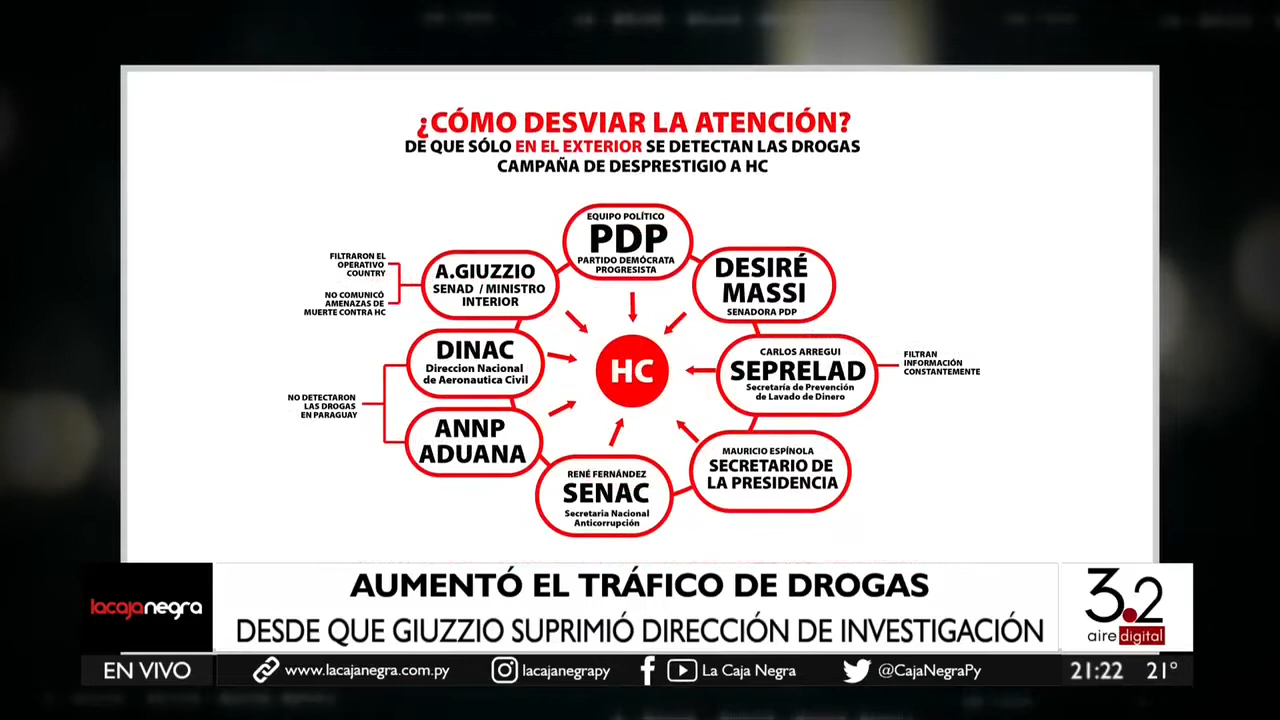 ¿CÓMO DESVIAR LA ATENCIÓN?
DE QUE SÓLO EN EL EXTERIOR SE DETECTAN LAS DROGAS
CAMPAÑA DE DESPRESTIGIO A HC
EQUIPO POLÍTICO
PDP
PARTIDO DEMÓCRATA
PROGRESISTA
FILTRARON EL
OPERATIVO
COUNTRY
NO COMUNICÓ
AMENAZAS DE
MUERTE CONTRA HC
A.GIUZZIO
SENAD / MINISTRO
INTERIOR
DESIRÉ
MASSI
SENADORA PDP
DINAC
Direccion Nacional
de Aeronautica Civil
HC
CARLOS ARREGUI
SEPRELAD
Secretaría de Prevención
de Lavado de Dinero
FILTRAN
INFORMACIÓN
CONSTANTEMENTE
NO DETECTARON
LAS DROGAS
EN PARAGUAY
ANNP
ADUANA
MAURICIO ESPÍNOLA
SECRETARIO DE
LA PRESIDENCIA
RENÉ FERNÁNDEZ
SENAC
Secretaria Nacional
Anticorrupción
lacajanegra
AUMENTÓ EL TRÁFICO DE DROGAS
DESDE QUE GIUZZIO SUPRIMIÓ DIRECCIÓN DE INVESTIGACIÓN
3.2
aire digital
EN VIVO
www.lacajanegra.com.py
lacajanegrapy
La Caja Negra
@CajaNegraPy
21:22
21°